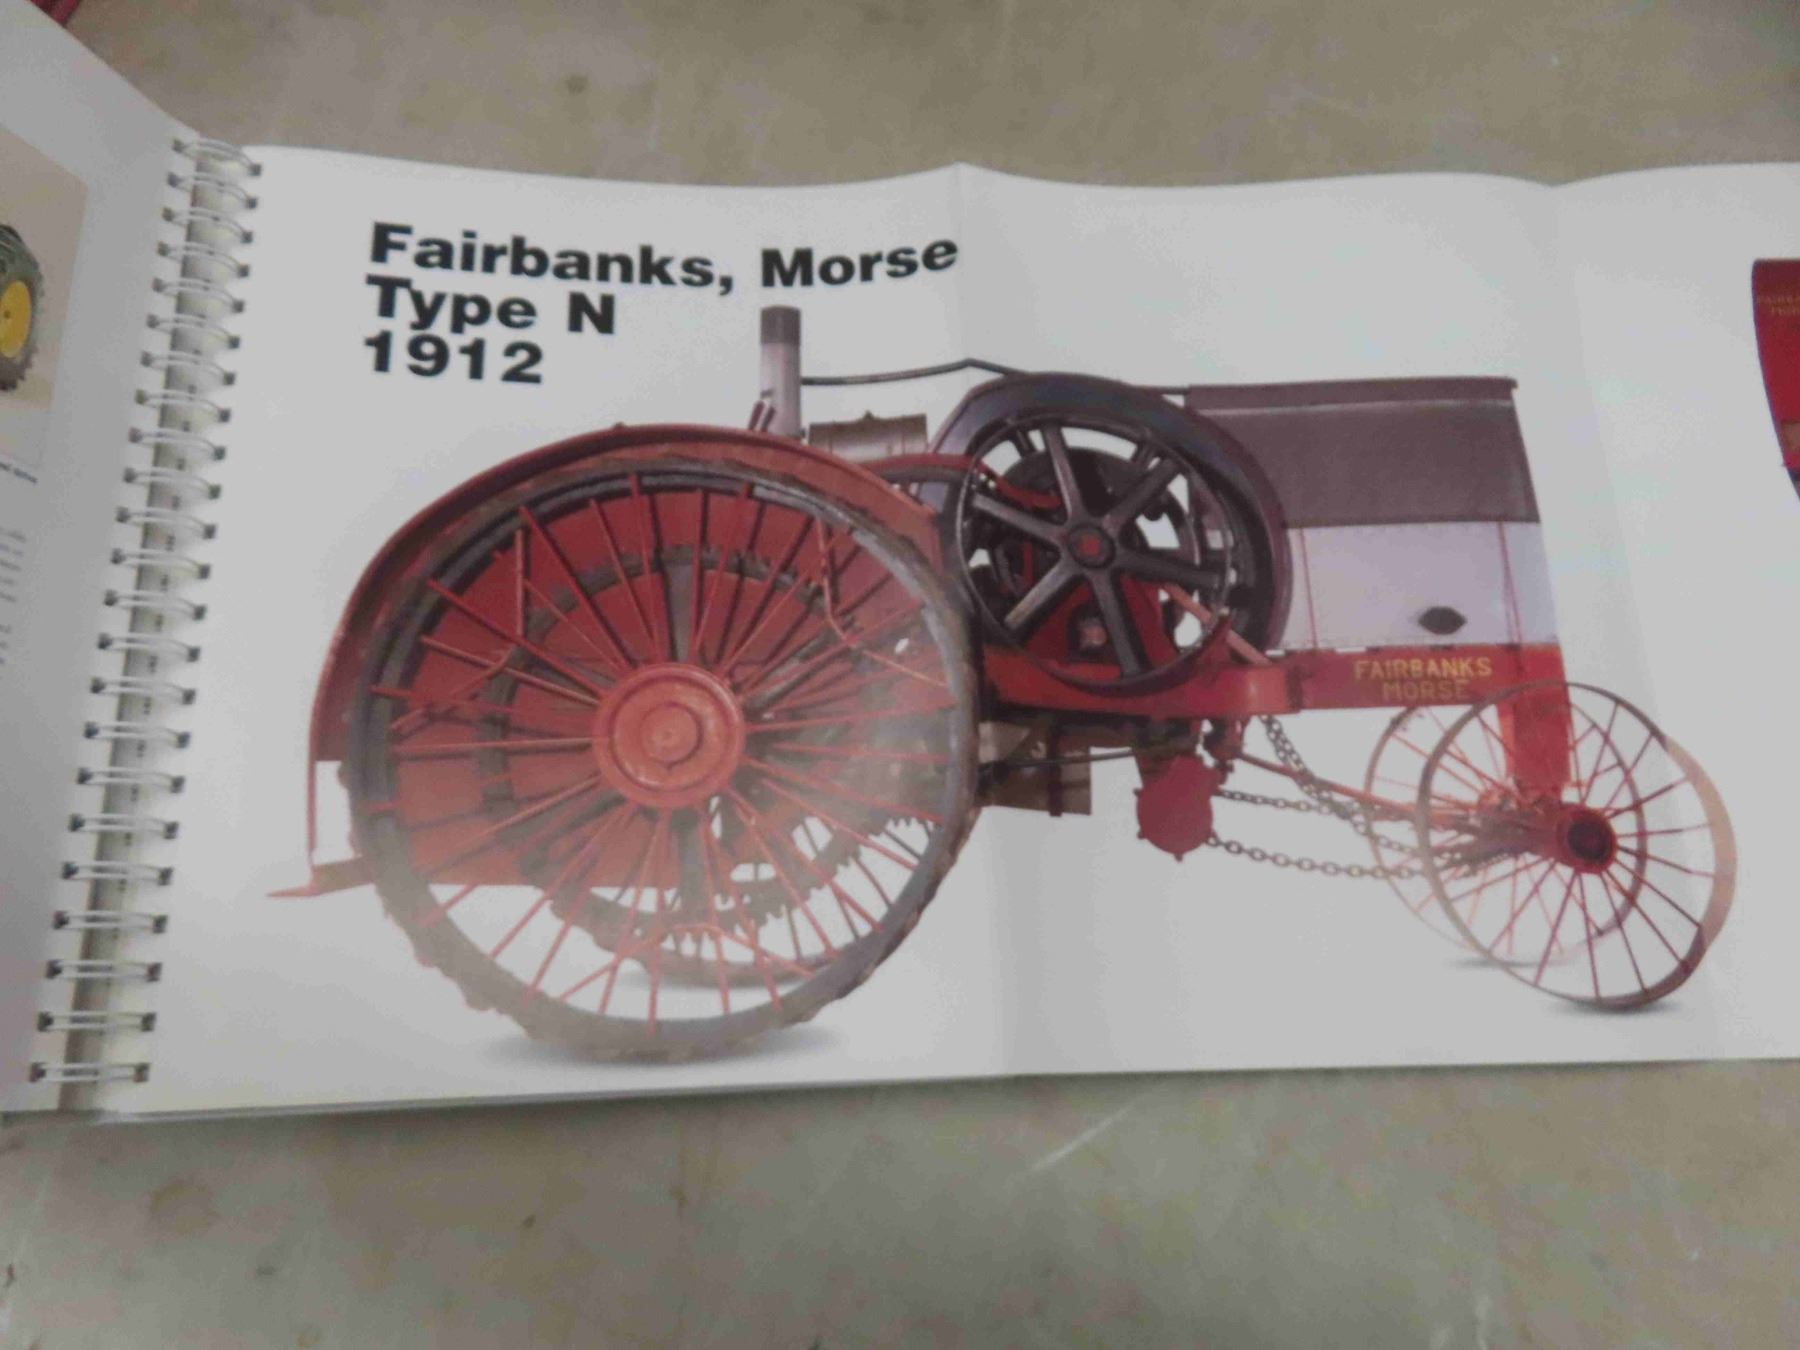 Fairbanks, Morse
Type N
1912
FAIRBANKS
MORSE